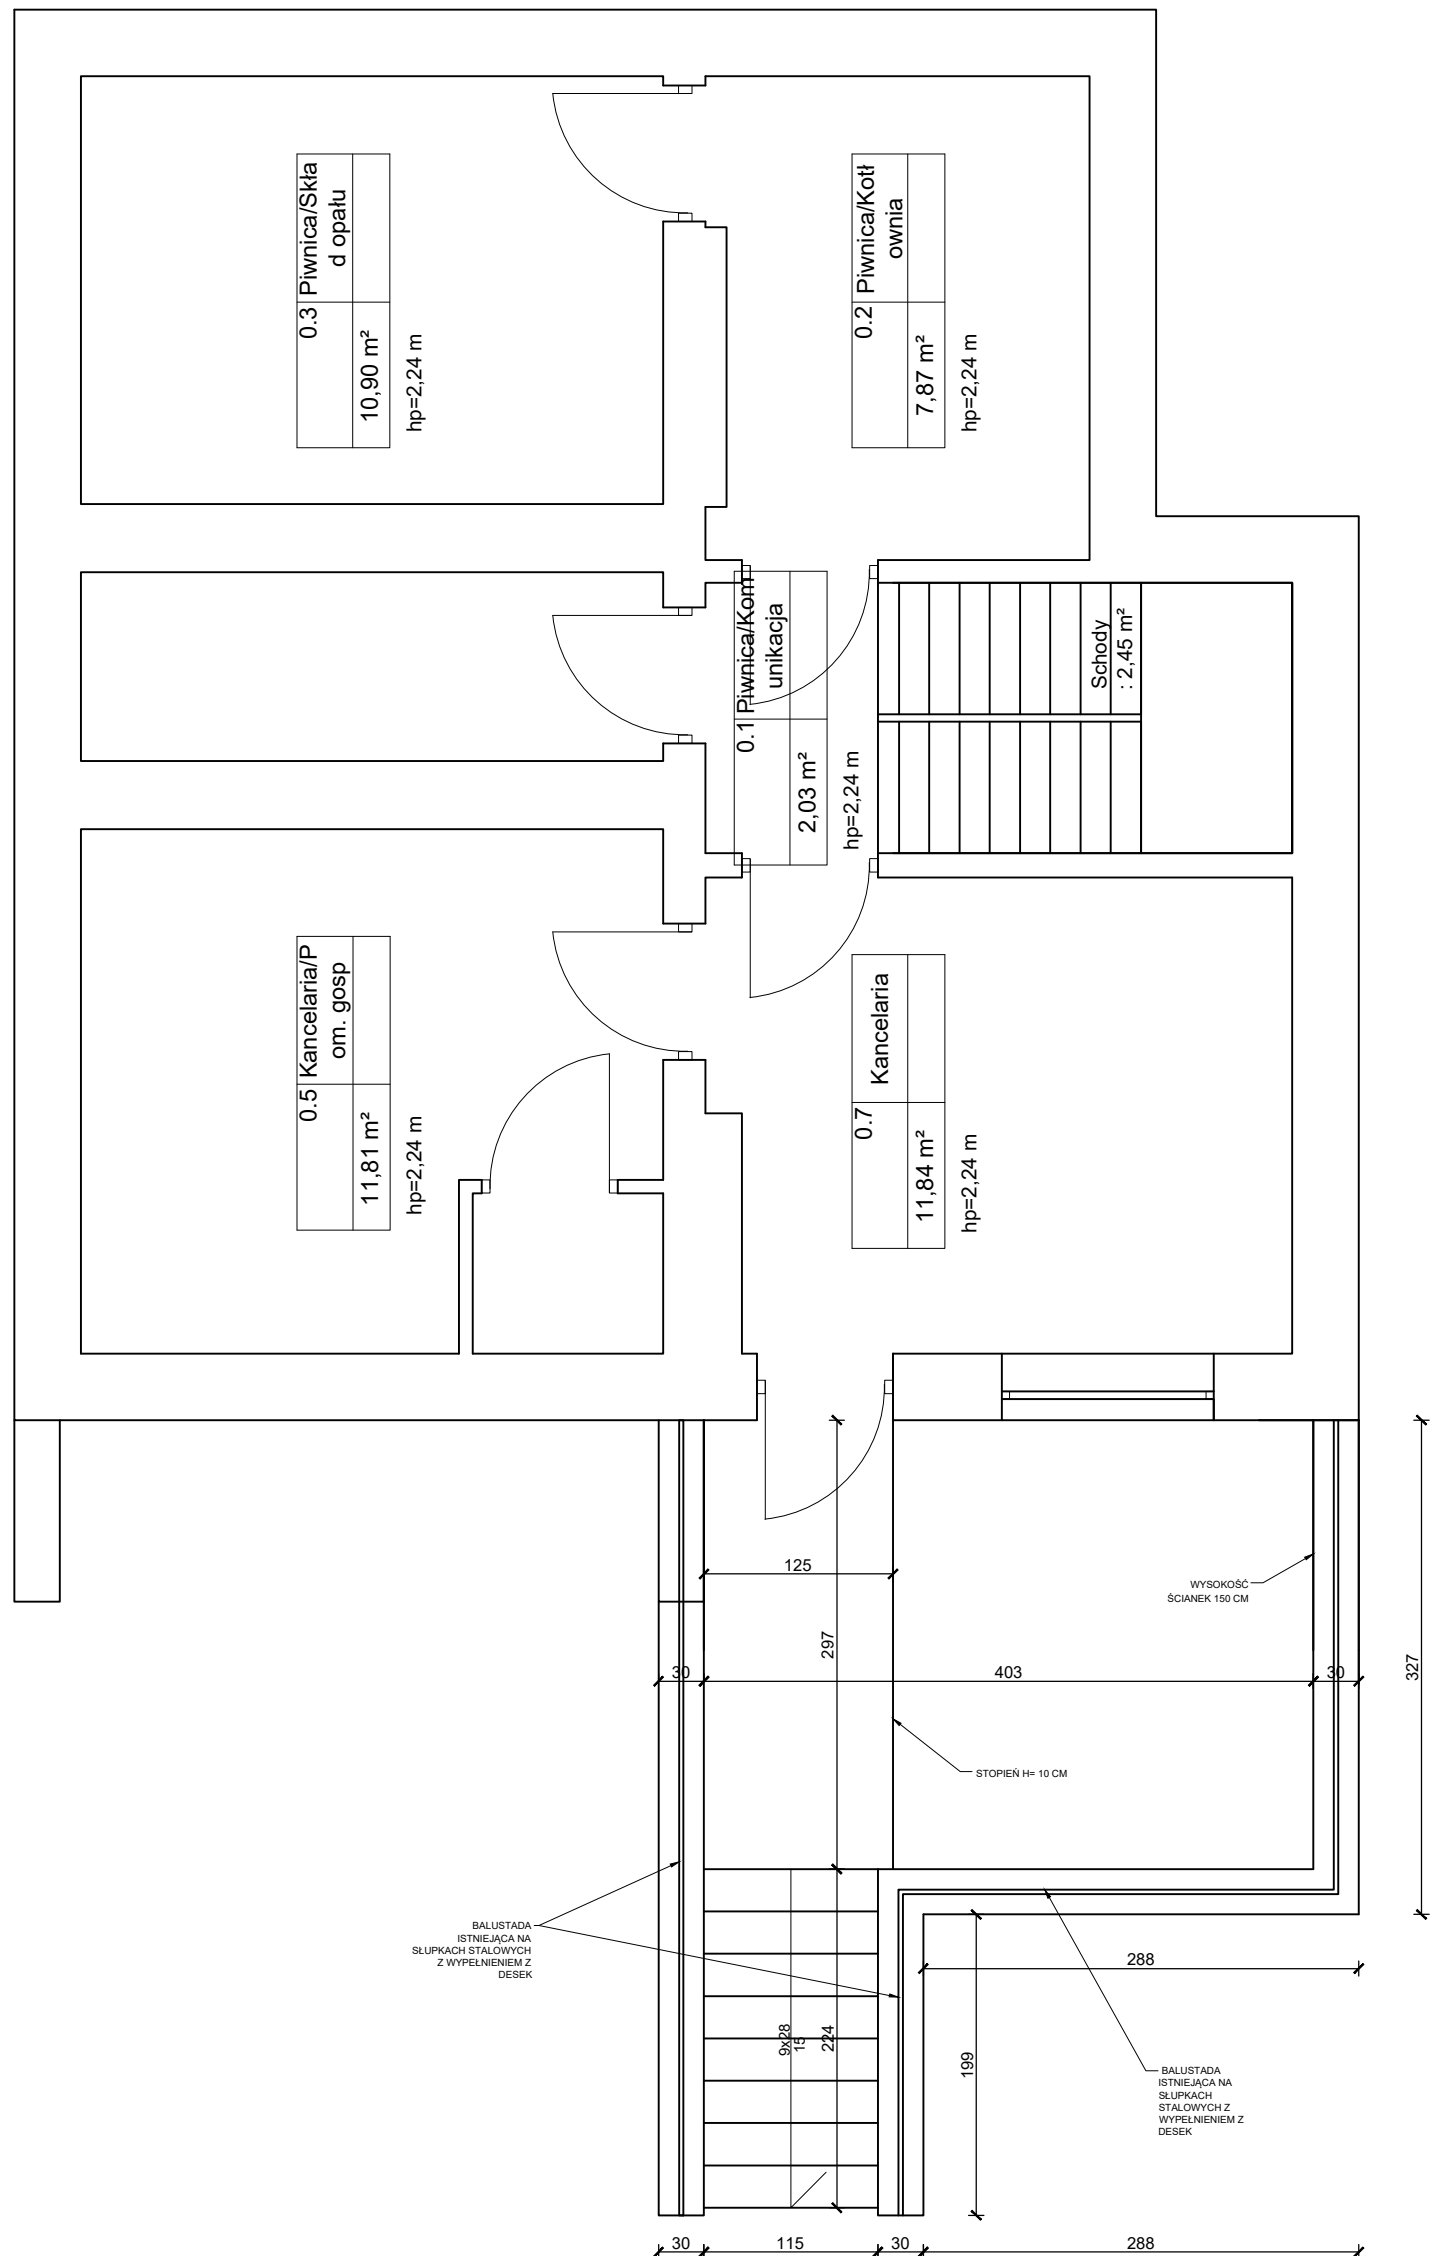 0.3 Piwnica/Skła
d opału
10,90 m²
hp=2,24 m
0.2 Piwnica/Kotł
ownia
7,87 m²
hp=2,24 m
0.1 Piwnica/Kom
unikacja
2,03 m²
hp=2,24 m
Schody
: 2,45 m²
0.5 Kancelaria/P
om. gosp
11,81 m²
hp=2,24 m
0.7 Kancelaria
11,84 m²
hp=2,24 m
125
WYSOKOŚĆ
ŚCIANEK 150 CM
297
30
403
30
327
STOPIEŃ H= 10 CM
BALUSTADA
ISTNIEJĄCA NA
SŁUPKACH STALOWYCH
Z WYPEŁNIENIEM Z
DESEK
288
9x28
15
224
199
BALUSTADA
ISTNIEJĄCA NA
SŁUPKACH
STALOWYCH Z
WYPEŁNIENIEM Z
DESEK
30
115
30
288